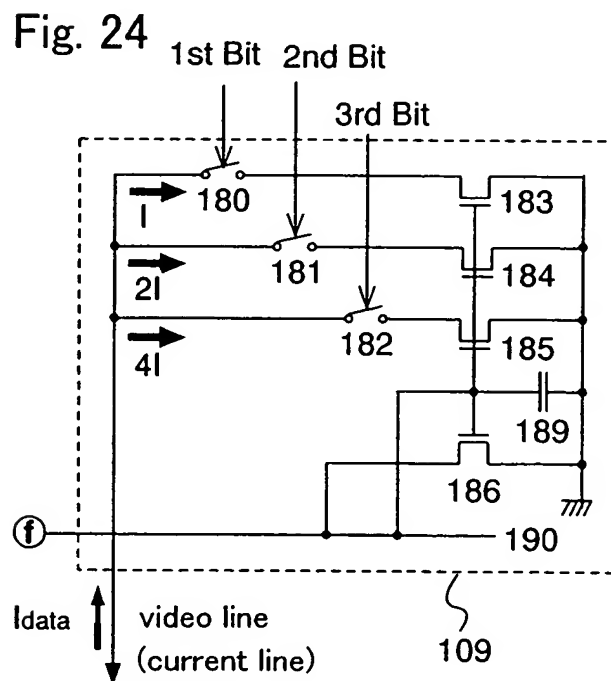 Fig. 24
1st Bit 2nd Bit
3rd Bit
I 180 183
2I 181 184
4I 182 185
189
186
f 190
Idata video line
(current line)
109